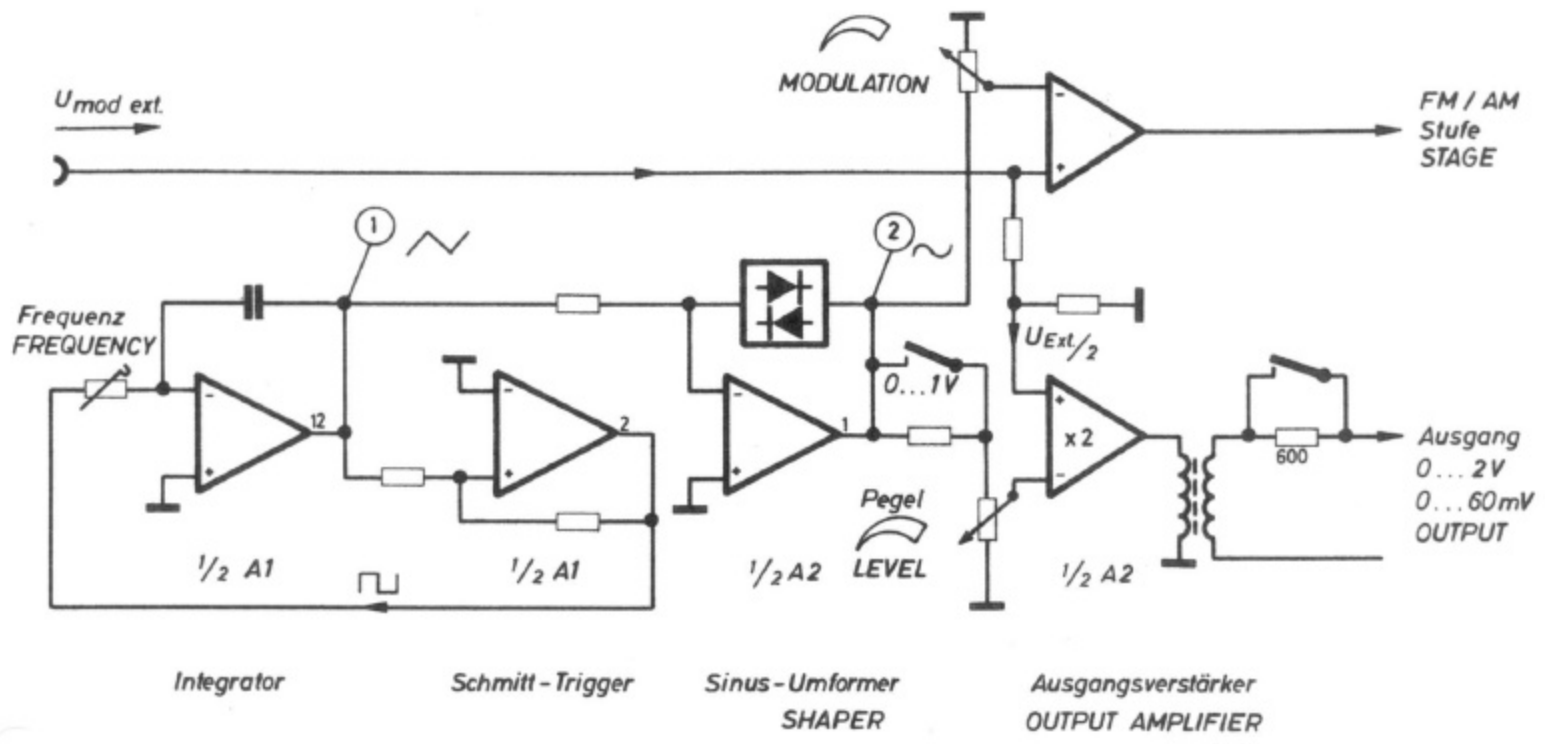 MODULATION
U mod ext.
FM / AM
Stufe
STAGE
1
2
Frequenz
FREQUENCY
-
+
-
+
12
-
+
2
-
+
1
0...1V
UExt./2
Pegel
LEVEL
+
x2
-
600
Ausgang
0...2V
0...60mV
OUTPUT
1/2 A1
1/2 A1
1/2 A2
1/2 A2
Integrator
Schmitt-Trigger
Sinus-Umformer
SHAPER
Ausgangsverstärker
OUTPUT AMPLIFIER